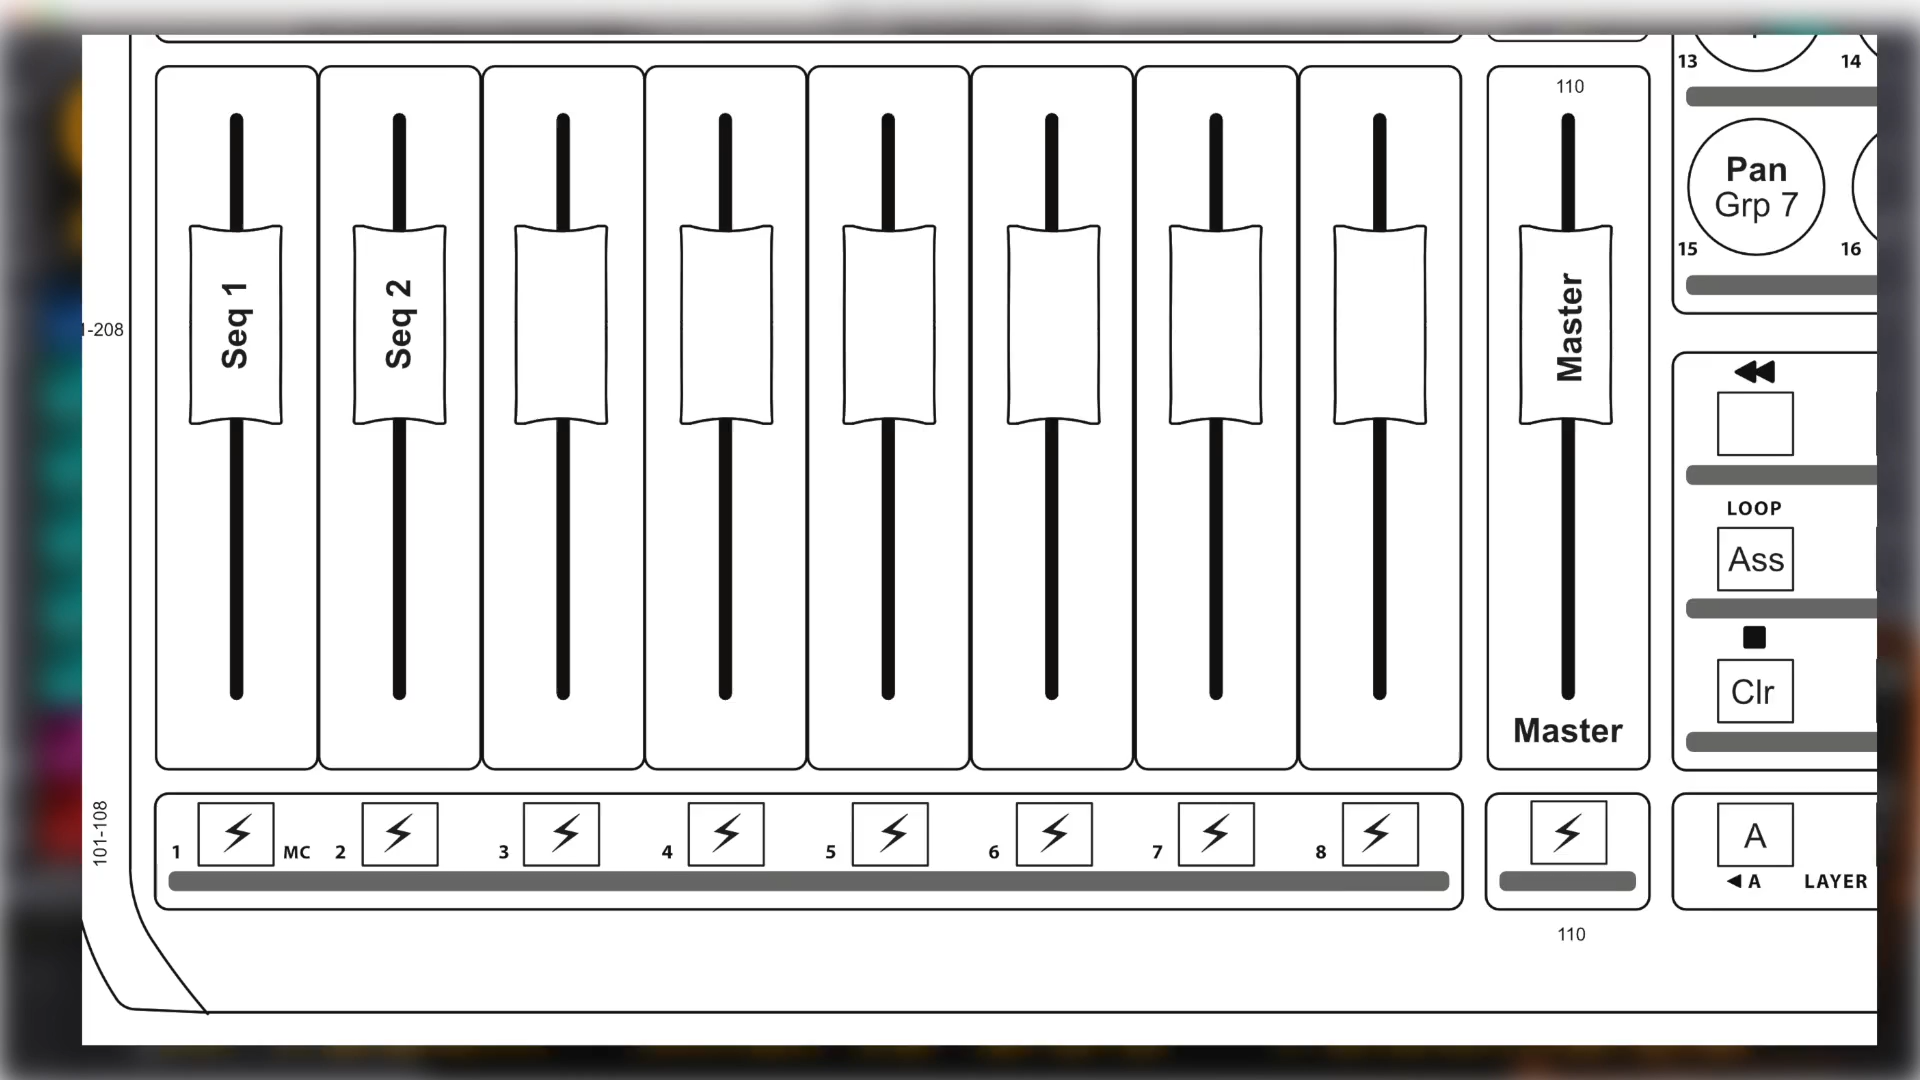 13
14
110
Pan
Grp 7
15
16
Seq 1
Seq 2
Master
1-208
LOOP
Ass
Clr
Master
101-108
1
MC
2
3
4
5
6
7
8
A
A
LAYER
110